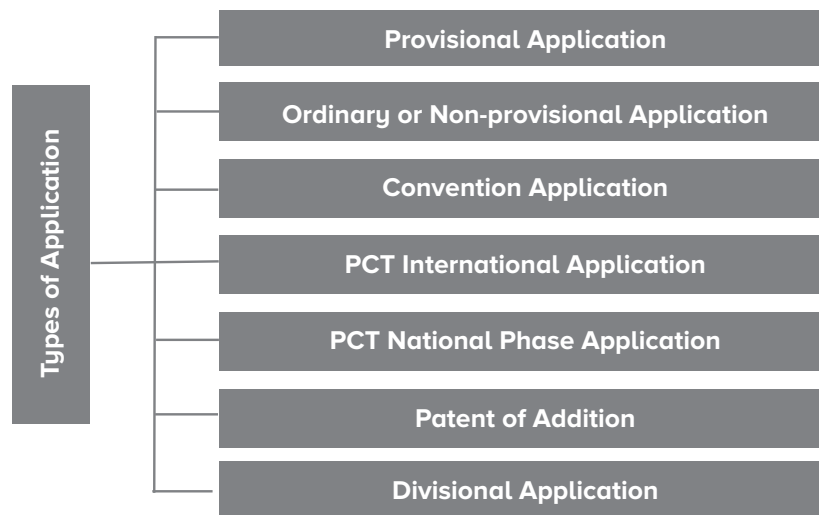 Types of Application
Provisional Application
Ordinary or Non-provisional Application
Convention Application
PCT International Application
PCT National Phase Application
Patent of Addition
Divisional Application